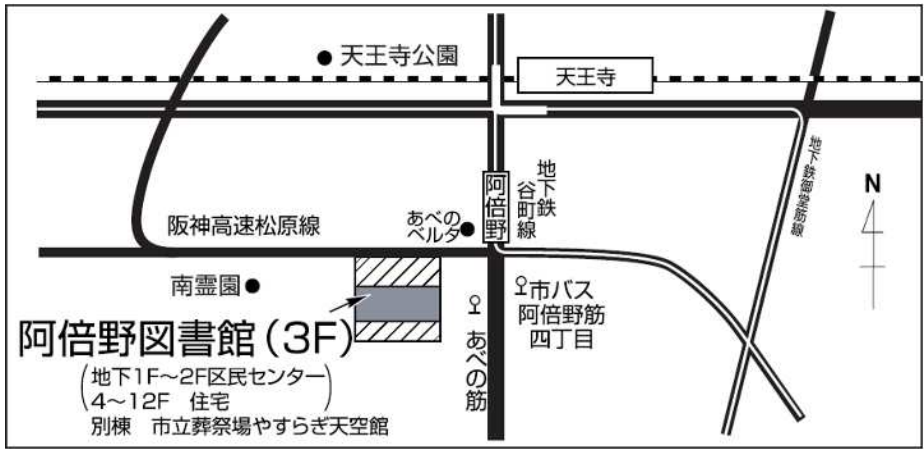 天王寺公園
天王寺
地下鉄
谷町線
阿倍野
地下鉄御堂筋線
N
阪神高速松原線
あべの
ベルタ
南霊園
阿倍野図書館(3F)
(地下1F~2F区民センター
4~12F 住宅)
別棟 市立葬祭場やすらぎ天空館
あべの筋
市バス
阿倍野筋
四丁目